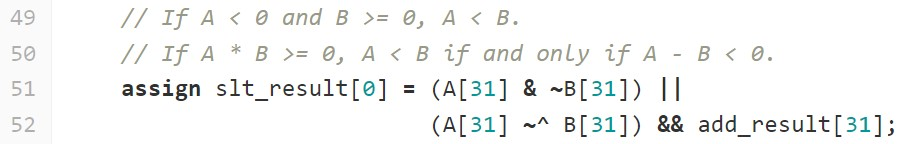 49 // If A < 0 and B >= 0, A < B.
50 // If A * B >= 0, A < B if and only if A - B < 0.
51 assign slt_result[0] = (A[31] & ~B[31]) ||
52 (A[31] ~^ B[31]) && add_result[31];